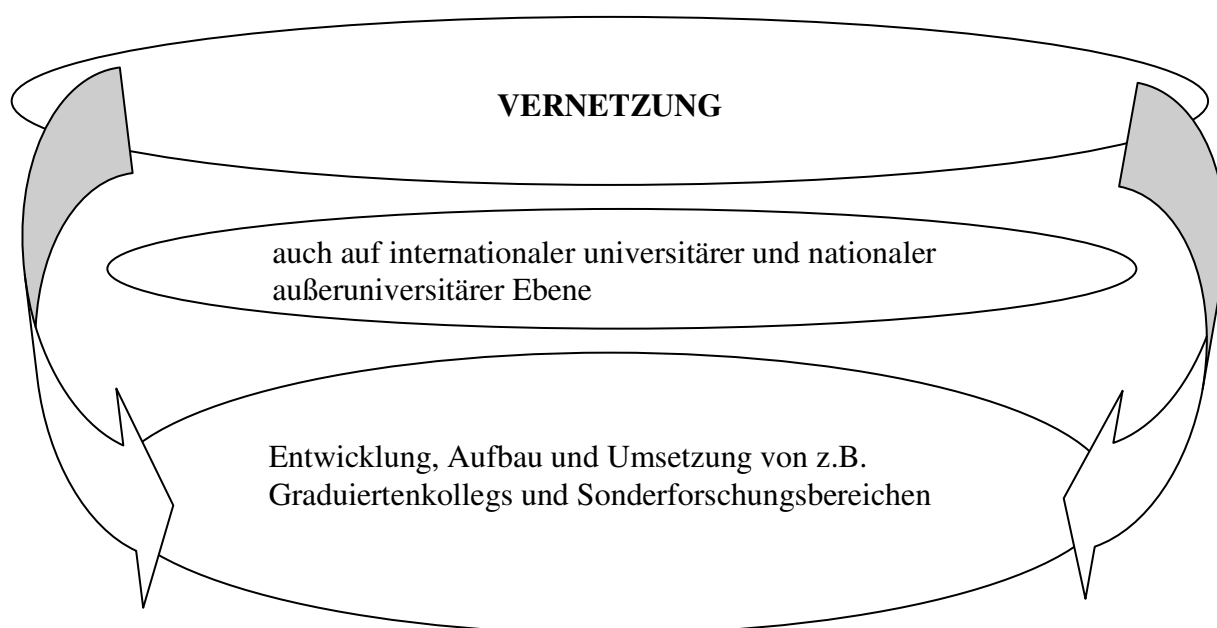 VERNETZUNG
auch auf internationaler universitärer und nationaler
außeruniversitärer Ebene
Entwicklung, Aufbau und Umsetzung von z.B.
Graduiertenkollegs und Sonderforschungsbereichen